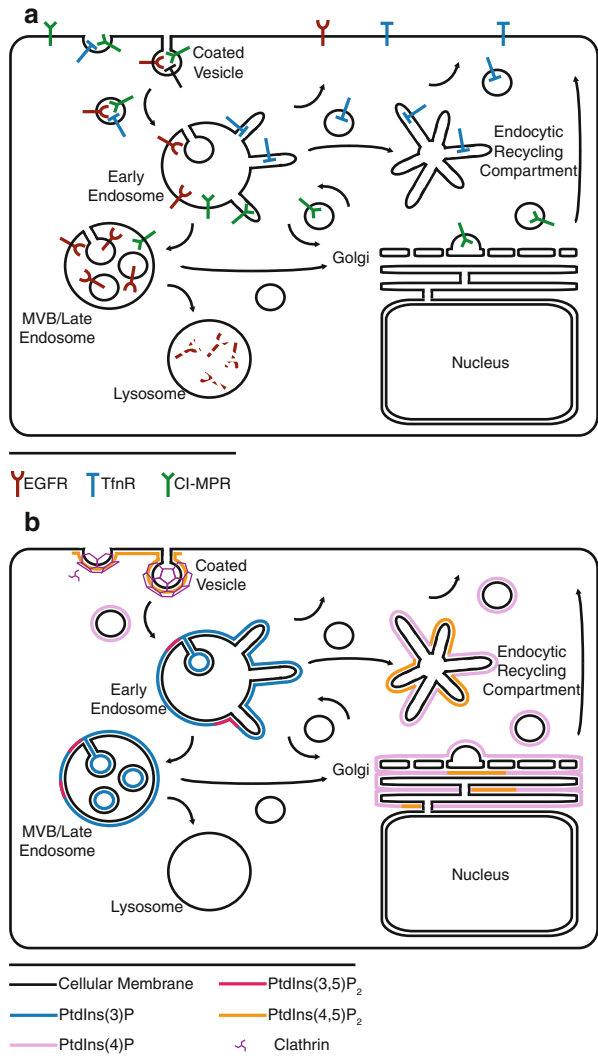 a
Coated
Vesicle
Early
Endosome
Endocytic
Recycling
Compartment
Golgi
MVB/Late
Endosome
Lysosome
Nucleus
EGFR
TfnR
CI-MPR
b
Coated
Vesicle
Early
Endosome
Endocytic
Recycling
Compartment
Golgi
MVB/Late
Endosome
Lysosome
Nucleus
Cellular Membrane
PtdIns(3,5)P₂
PtdIns(3)P
PtdIns(4,5)P₂
PtdIns(4)P
Clathrin